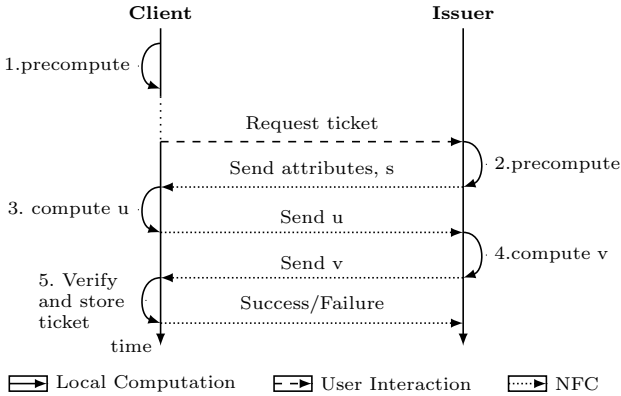 Client
Issuer
1.precompute
Request ticket
2.precompute
Send attributes, s
3. compute u
Send u
4.compute v
Send v
5. Verify
and store
ticket
Success/Failure
time
Local Computation
User Interaction
NFC